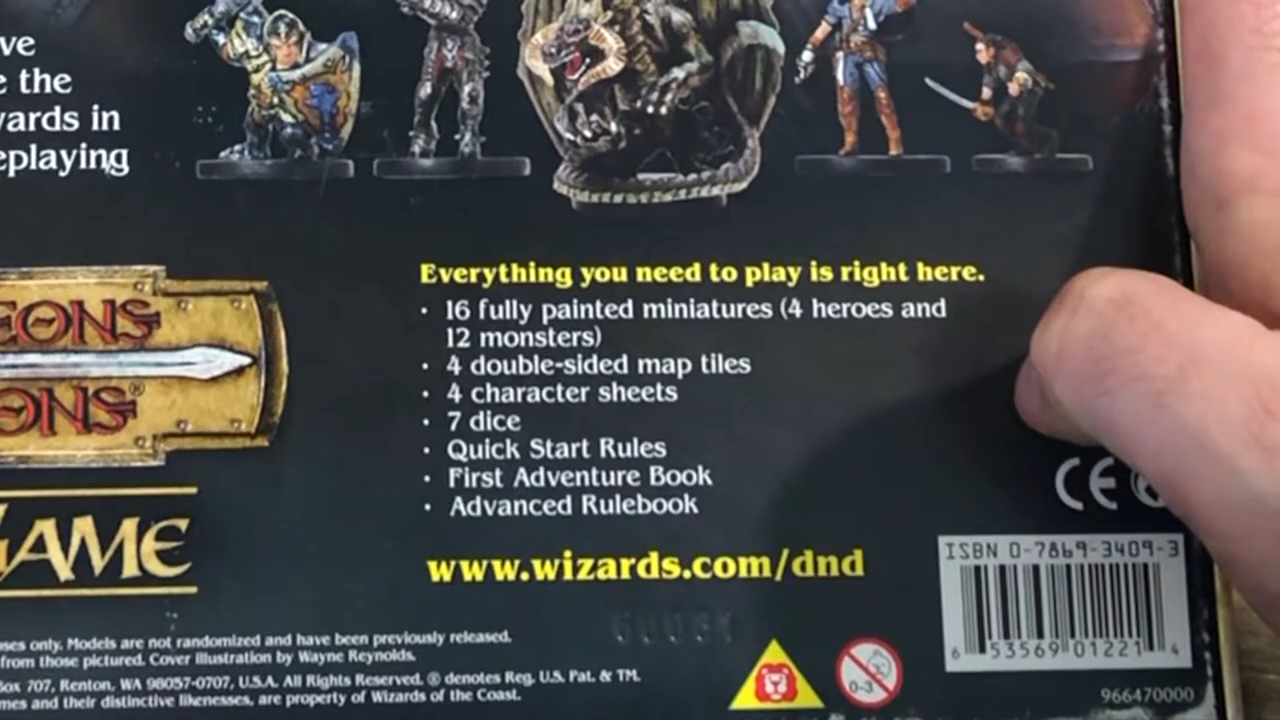 ve
e the
vards in
eplaying
Everything you need to play is right here.
· 16 fully painted miniatures (4 heroes and
12 monsters)
· 4 double-sided map tiles
· 4 character sheets
· 7 dice
· Quick Start Rules
· First Adventure Book
· Advanced Rulebook
EONS
ONS®
GAME
www.wizards.com/dnd
CE
ISBN 0-7869-3409-3
6 53569 01221 4
0-3
966470000
oses only. Models are not randomized and have been previously released.
from those pictured. Cover illustration by Wayne Reynolds.
Box 707, Renton, WA 98057-0707, U.S.A. All Rights Reserved. ® denotes Reg. U.S. Pat. & TM.
mes and their distinctive likenesses, are property of Wizards of the Coast.